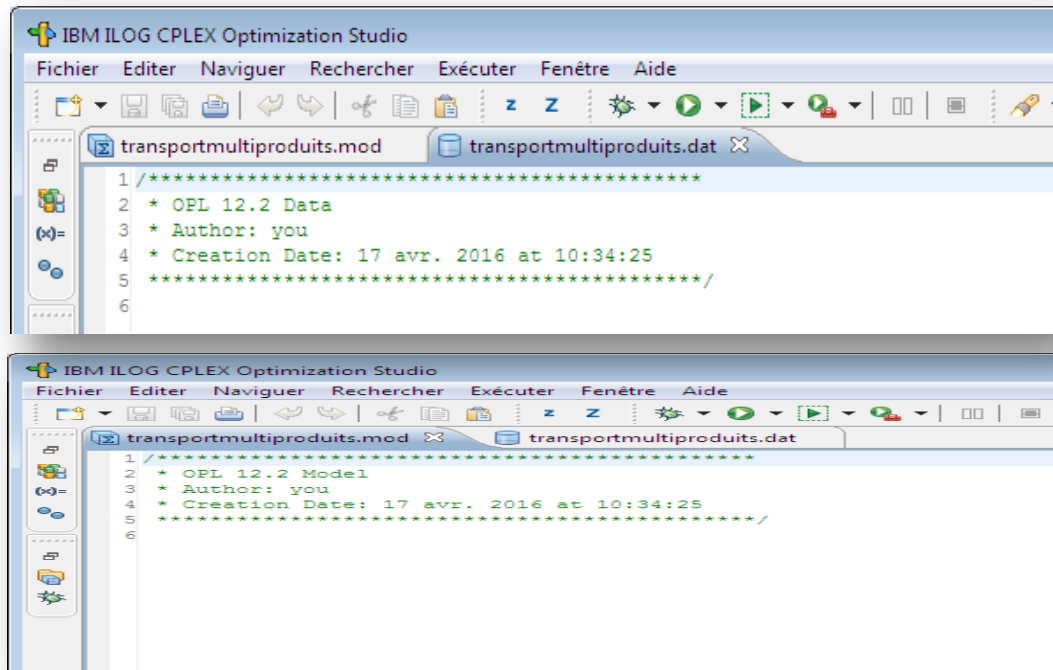 IBM ILOG CPLEX Optimization Studio
Fichier Editer Naviguer Rechercher Exécuter Fenêtre Aide
z Z
transportmultiproduits.mod transportmultiproduits.dat
(x)=
1 /*********************************************
2 * OPL 12.2 Data
3 * Author: you
4 * Creation Date: 17 avr. 2016 at 10:34:25
5 *********************************************/
6
IBM ILOG CPLEX Optimization Studio
Fichier Editer Naviguer Rechercher Exécuter Fenêtre Aide
z Z
transportmultiproduits.mod transportmultiproduits.dat
(x)=
1 /*********************************************
2 * OPL 12.2 Model
3 * Author: you
4 * Creation Date: 17 avr. 2016 at 10:34:25
5 *********************************************/
6